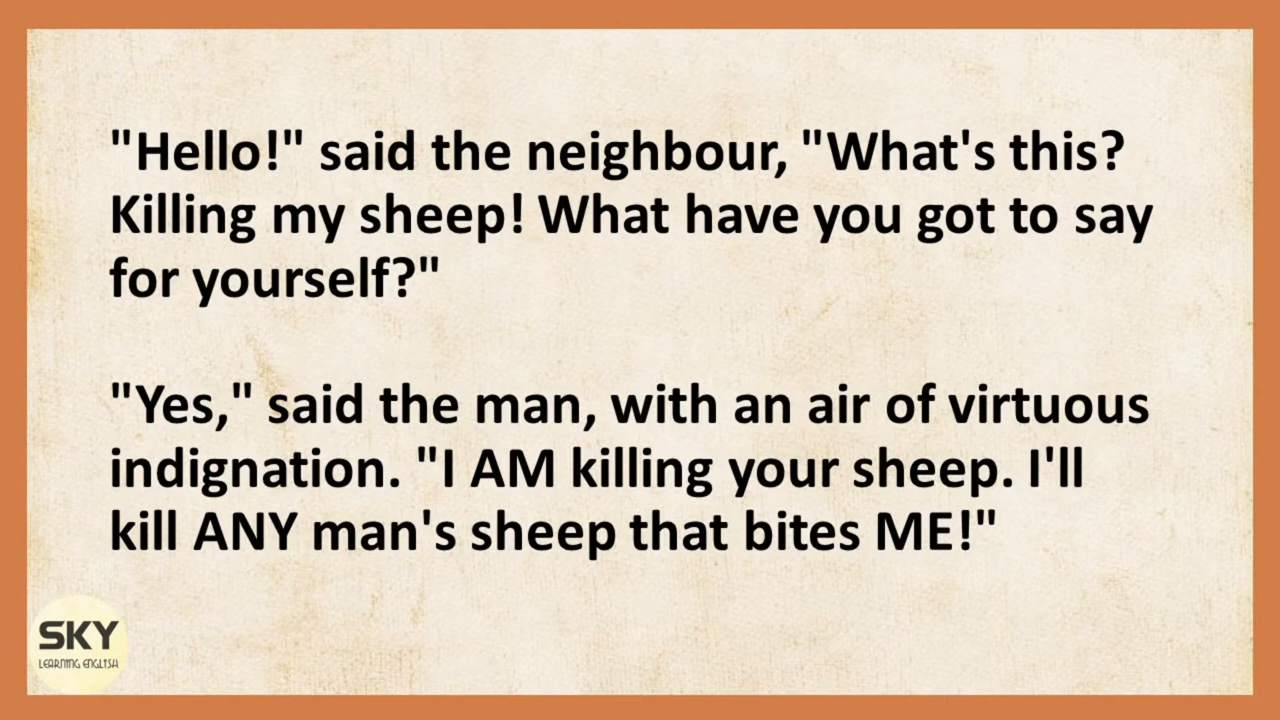 "Hello!" said the neighbour, "What's this?
Killing my sheep! What have you got to say
for yourself?"
"Yes," said the man, with an air of virtuous
indignation. "I AM killing your sheep. I'll
kill ANY man's sheep that bites ME!"
SKY
LEARNING ENGLISH